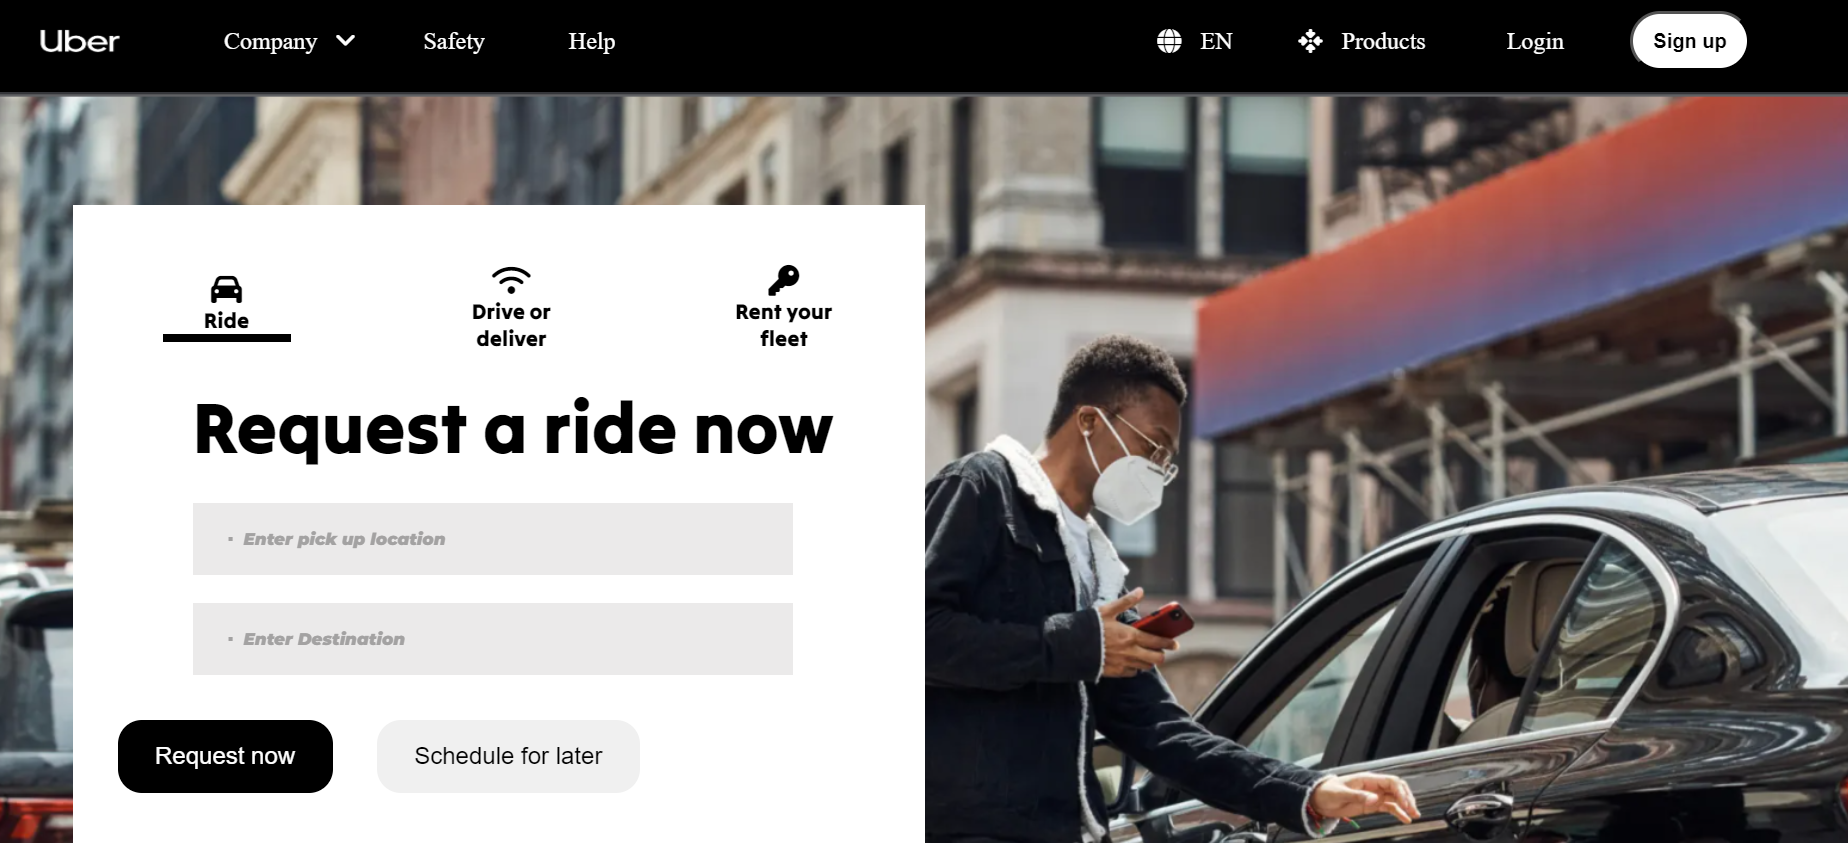 Uber
Company
Safety
Help
EN
Products
Login
Sign up
Ride
Drive or
deliver
Rent your
fleet
Request a ride now
Enter pick up location
Enter Destination
Request now
Schedule for later